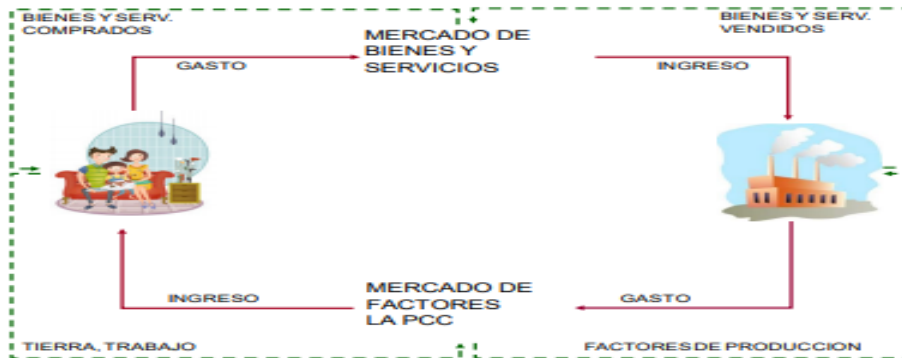 BIENES Y SERV.
COMPRADOS
MERCADO DE
BIENES Y
SERVICIOS
BIENES Y SERV.
VENDIDOS
GASTO
INGRESO
INGRESO
MERCADO DE
FACTORES
LA PCC
GASTO
TIERRA, TRABAJO
FACTORES DE PRODUCCION